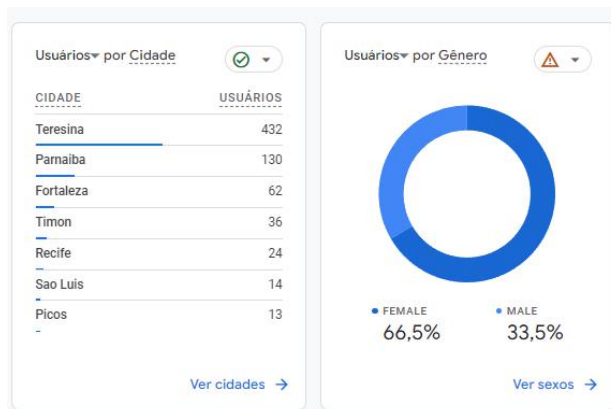 Usuários por Cidade
CIDADE USUÁRIOS
Teresina 432
Parnaiba 130
Fortaleza 62
Timon 36
Recife 24
Sao Luis 14
Picos 13
Ver cidades →
Usuários por Gênero
FEMALE MALE
66,5% 33,5%
Ver sexos →